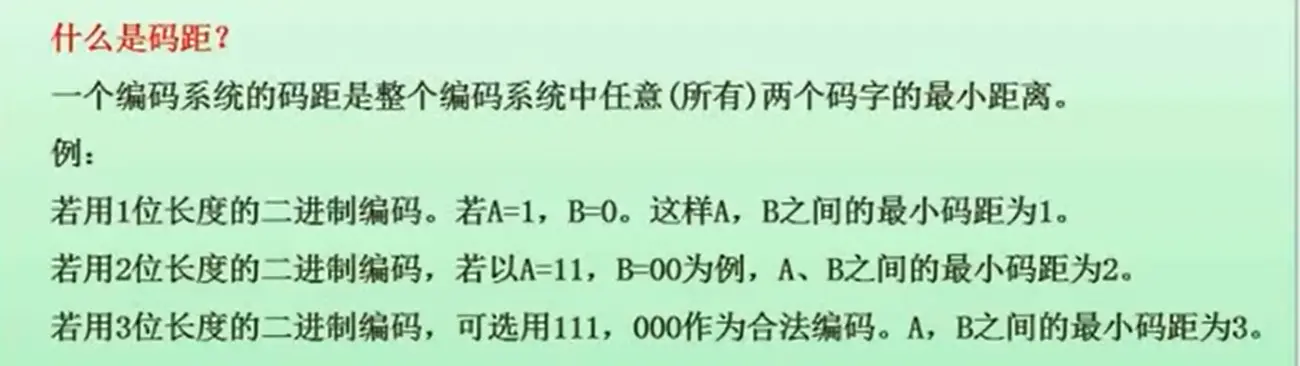 什么是码距？
一个编码系统的码距是整个编码系统中任意(所有)两个码字的最小距离。
例：
若用1位长度的二进制编码。若A=1，B=0。这样A，B之间的最小码距为1。
若用2位长度的二进制编码，若以A=11，B=00为例，A、B之间的最小码距为2。
若用3位长度的二进制编码，可选用111，000作为合法编码。A，B之间的最小码距为3。